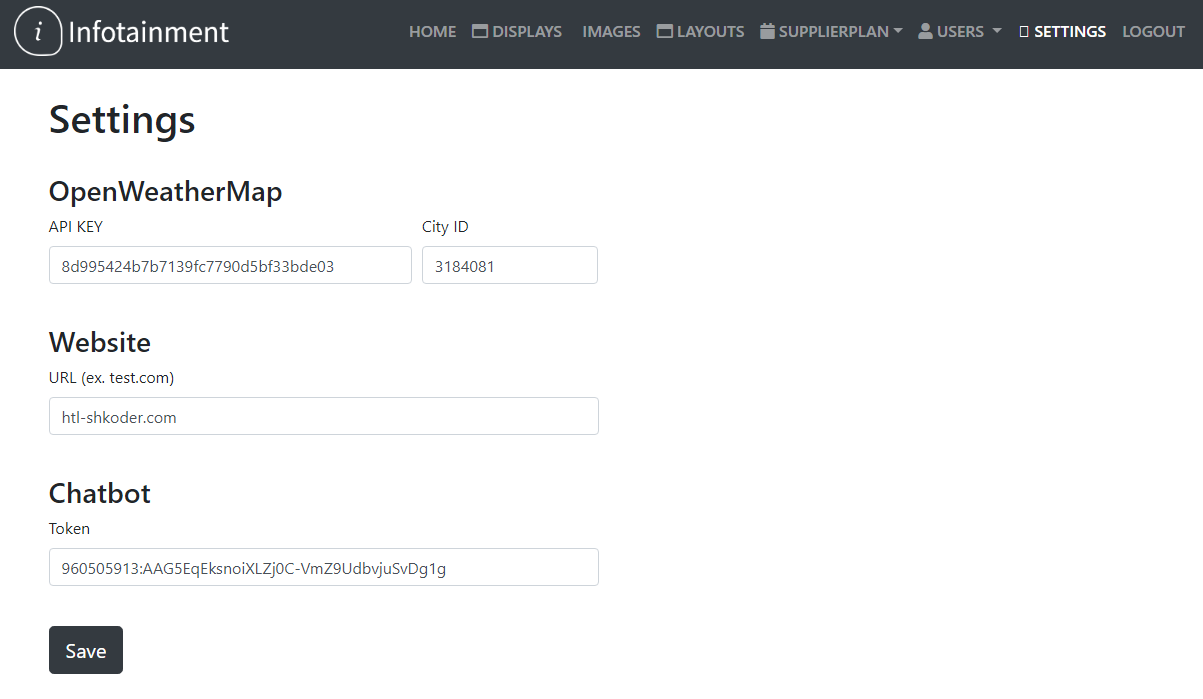 i Infotainment
HOME DISPLAYS IMAGES LAYOUTS SUPPLIERPLAN USERS SETTINGS LOGOUT
Settings
OpenWeatherMap
API KEY City ID
8d995424b7b7139fc7790d5bf33bde03 3184081
Website
URL (ex. test.com)
htl-shkoder.com
Chatbot
Token
960505913:AAG5EqEksnoiXLZj0C-VmZ9UdbvjuSvDg1g
Save